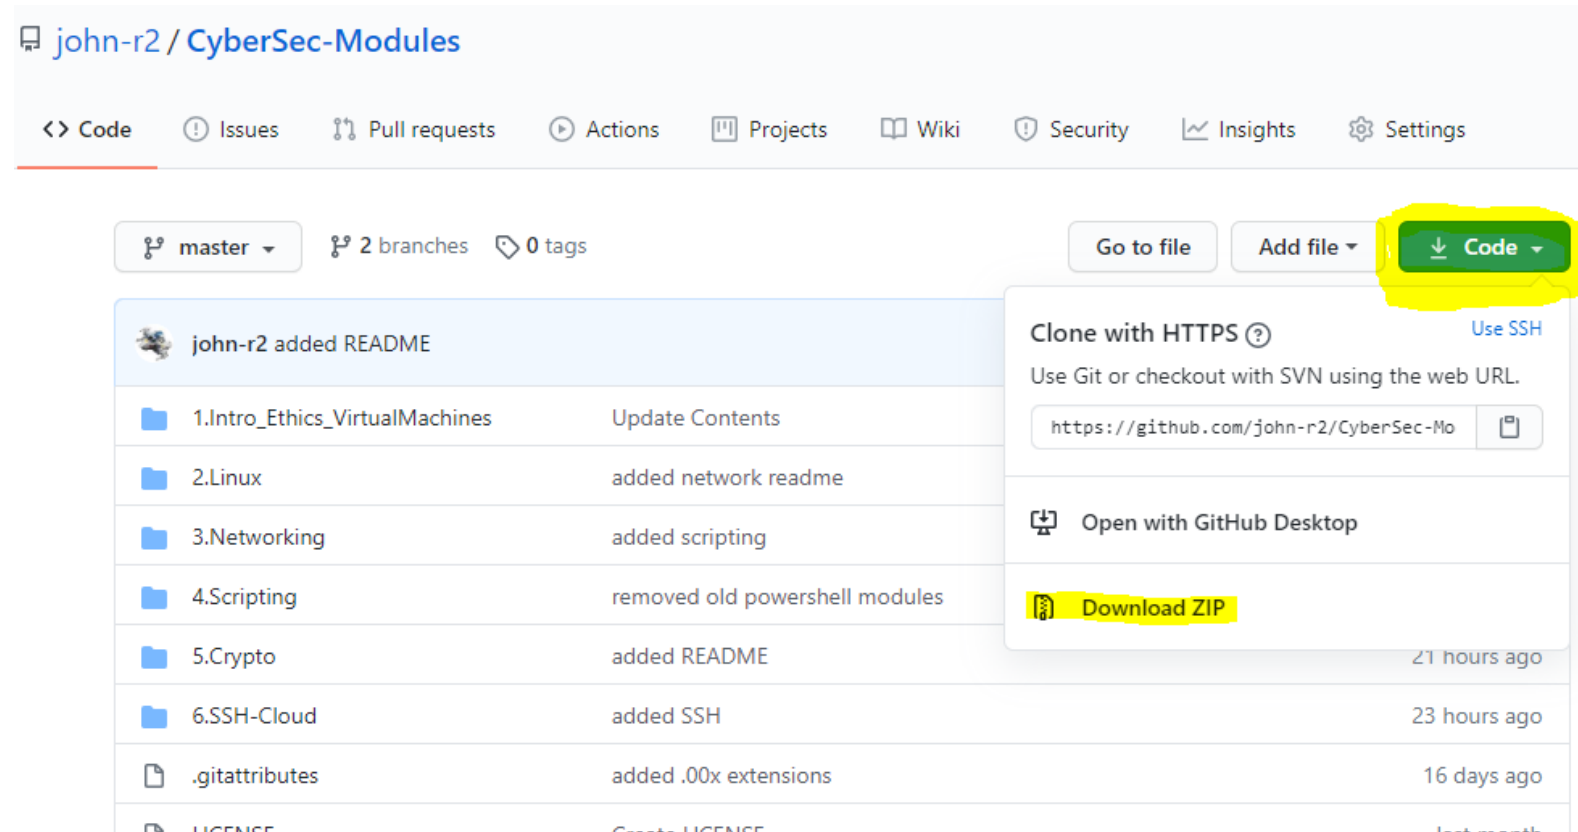 john-r2 / CyberSec-Modules
Code Issues Pull requests Actions Projects Wiki Security Insights Settings
master 2 branches 0 tags Go to file Add file Code
john-r2 added README
1.Intro_Ethics_VirtualMachines Update Contents
2.Linux added network readme
3.Networking added scripting
4.Scripting removed old powershell modules
5.Crypto added README 21 hours ago
6.SSH-Cloud added SSH 23 hours ago
.gitattributes added .00x extensions 16 days ago
LICENSE Create LICENSE last month
Clone with HTTPS Use SSH
Use Git or checkout with SVN using the web URL.
https://github.com/john-r2/CyberSec-Mo
Open with GitHub Desktop
Download ZIP